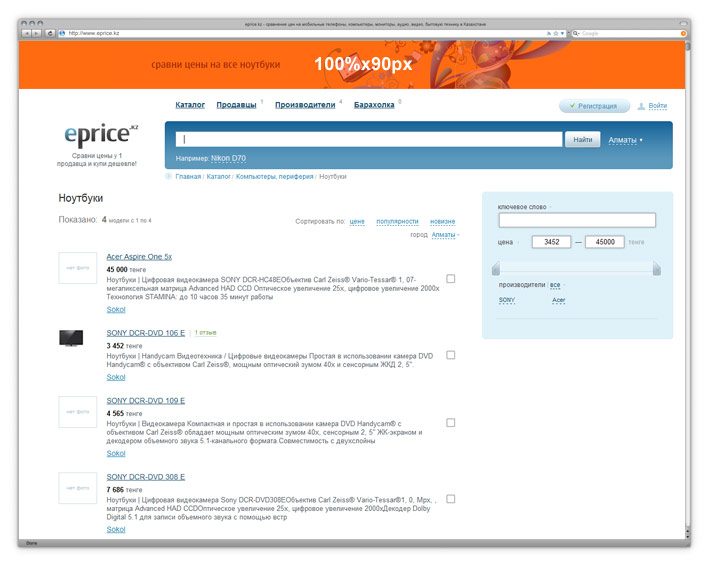 eprice.kz - сравнение цен на мобильные телефоны, компьютеры, мониторы, аудио, видео, бытовую технику в Казахстане
http://www.eprice.kz
Google
сравни цены на все ноутбуки
100%x90px
Каталог Продавцы 1 Производители 4 Барахолка 0
Регистрация Войти
eprice.kz
Сравни цены у 1
продавца и купи дешевле!
Найти Алматы
Например: Nikon D70
Главная / Каталог / Компьютеры, периферия / Ноутбуки
Ноутбуки
Показано: 4 модели с 1 по 4
Сортировать по: цене популярности новизне
город Алматы
Acer Aspire One 5x
45 000 тенге
нет фото
Ноутбуки | Цифровая видеокамера SONY DCR-HC48EОбъектив Carl Zeiss® Vario-Tessar® 1, 07-
мегапиксельная матрица Advanced HAD CCD Оптическое увеличение 25x, цифровое увеличение 2000x
Технология STAMINA: до 10 часов 35 минут работы
Sokol
SONY DCR-DVD 106 E | 1 отзыв
3 452 тенге
Ноутбуки | Handycam Видеотехника / Цифровые видеокамеры Простая в использовании камера DVD
Handycam® с объективом Carl Zeiss®, мощным оптическим зумом 40x и сенсорным ЖКД 2, 5".
Sokol
SONY DCR-DVD 109 E
4 565 тенге
нет фото
Ноутбуки | Видеокамера Компактная и простая в использовании камера DVD Handycam® с
объективом Carl Zeiss® обладает мощным оптическим зумом 40x, сенсорным 2, 5" ЖК-экраном и
декодером объемного звука 5.1-канального формата Совместимость с двухслойны
Sokol
SONY DCR-DVD 308 E
7 686 тенге
нет фото
Ноутбуки | Цифровая видеокамера Sony DCR-DVD308EОбъектив Carl Zeiss® Vario-Tessar®1, 0, Mpx, ,
матрица Advanced HAD CCDОптическое увеличение 25x, цифровое увеличение 2000xДекодер Dolby
Digital 5.1 для записи объемного звука с помощью встр
Sokol
ключевое слово
цена 3452 — 45000 тенге
производители все
SONY Acer